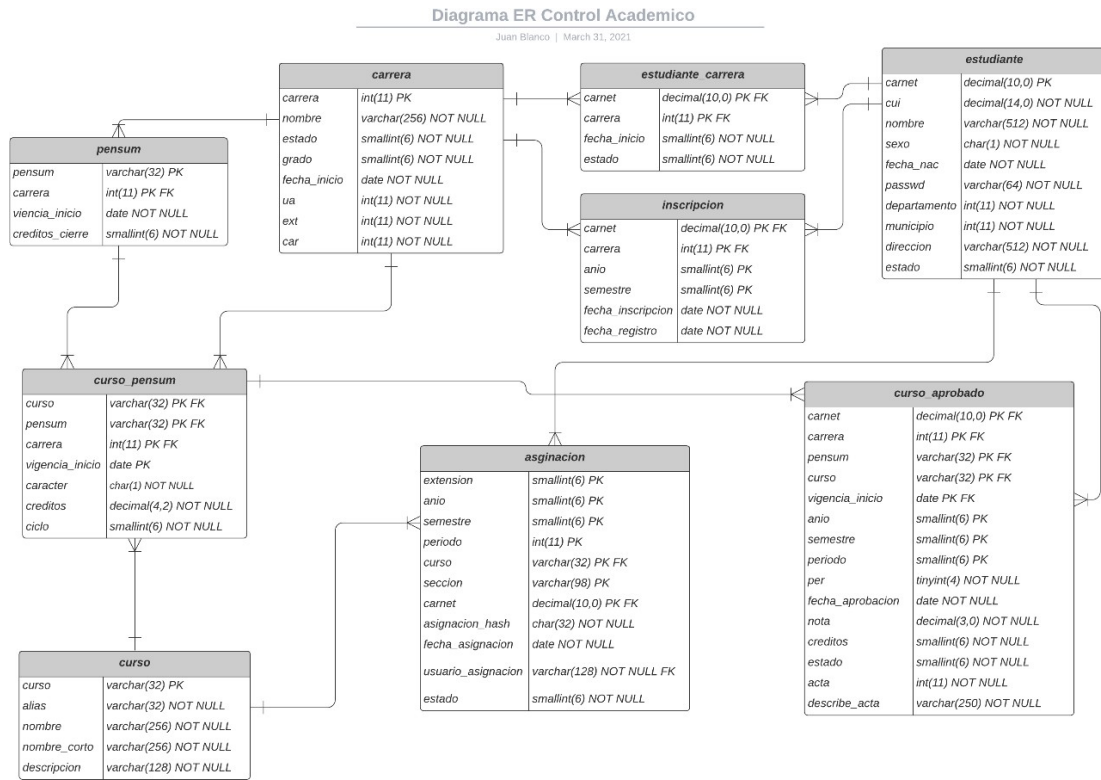 Diagrama ER Control Academico
Juan Blanco | March 31, 2021
carrera
carrera int(11) PK
nombre varchar(256) NOT NULL
estado smallint(6) NOT NULL
grado smallint(6) NOT NULL
fecha_inicio date NOT NULL
ua int(11) NOT NULL
ext int(11) NOT NULL
car int(11) NOT NULL
estudiante_carrera
carnet decimal(10,0) PK FK
carrera int(11) PK FK
fecha_inicio smallint(6) NOT NULL
estado smallint(6) NOT NULL
estudiante
carnet decimal(10,0) PK
cui decimal(14,0) NOT NULL
nombre varchar(512) NOT NULL
sexo char(1) NOT NULL
fecha_nac date NOT NULL
passwd varchar(64) NOT NULL
departamento int(11) NOT NULL
municipio int(11) NOT NULL
direccion varchar(512) NOT NULL
estado smallint(6) NOT NULL
pensum
pensum varchar(32) PK
carrera int(11) PK FK
viencia_inicio date NOT NULL
creditos_cierre smallint(6) NOT NULL
inscripcion
carnet decimal(10,0) PK FK
carrera int(11) PK FK
anio smallint(6) PK
semestre smallint(6) PK
fecha_inscripcion date NOT NULL
fecha_registro date NOT NULL
curso_pensum
curso varchar(32) PK FK
pensum varchar(32) PK FK
carrera int(11) PK FK
vigencia_inicio date PK
caracter char(1) NOT NULL
creditos decimal(4,2) NOT NULL
ciclo smallint(6) NOT NULL
curso_aprobado
carnet decimal(10,0) PK FK
carrera int(11) PK FK
pensum varchar(32) PK FK
curso varchar(32) PK FK
vigencia_inicio date PK FK
anio smallint(6) PK
semestre smallint(6) PK
periodo smallint(6) PK
per tinyint(4) NOT NULL
fecha_aprobacion date NOT NULL
nota decimal(3,0) NOT NULL
creditos smallint(6) NOT NULL
estado smallint(6) NOT NULL
acta int(11) NOT NULL
describe_acta varchar(250) NOT NULL
asginacion
extension smallint(6) PK
anio smallint(6) PK
semestre smallint(6) PK
periodo int(11) PK
curso varchar(32) PK FK
seccion varchar(98) PK
carnet decimal(10,0) PK FK
asignacion_hash char(32) NOT NULL
fecha_asignacion date NOT NULL
usuario_asignacion varchar(128) NOT NULL FK
estado smallint(6) NOT NULL
curso
curso varchar(32) PK
alias varchar(32) NOT NULL
nombre varchar(256) NOT NULL
nombre_corto varchar(256) NOT NULL
descripcion varchar(128) NOT NULL